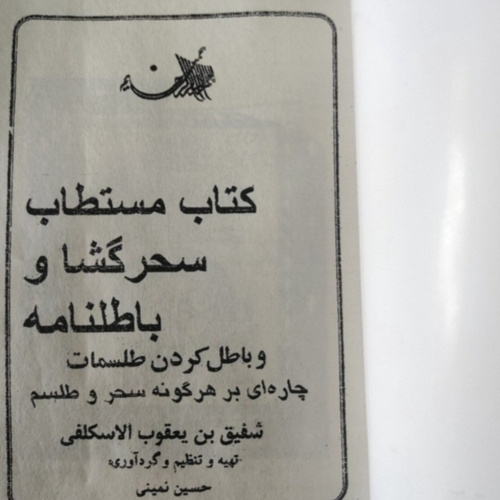 کتاب مستطاب
سحرگشا و
باطلنامه
و باطل کردن طلسمات
چاره‌ای بر هرگونه سحر و طلسم
شفیق بن یعقوب الاسکلفی
تهیه و تنظیم و گردآوری:
حسین نمینی